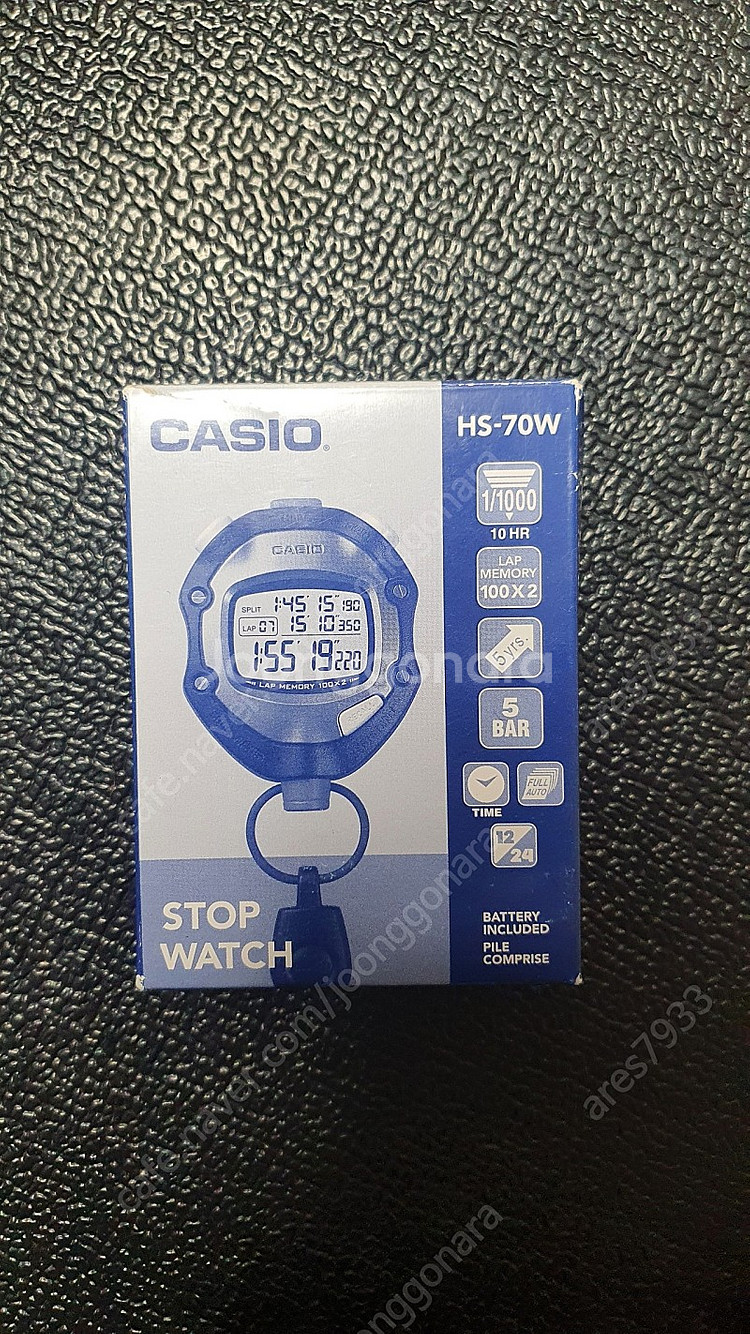 CASIO®
HS-70W
1/1000
10 HR
LAP
MEMORY
100X2
5 yrs.
5
BAR
TIME
FULL
AUTO
12
24
BATTERY
INCLUDED
PILE
COMPRISE
CASIO
SPLIT 1:45'15"190
LAP 07 15'10"350
1:55'19"220
LAP MEMORY 100X2
STOP
WATCH
joonggonara
cafe.naver.com/joonggonara
ares7933